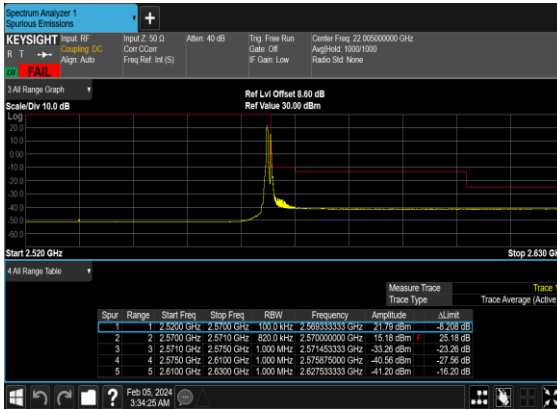 Spectrum Analyzer 1
Spurious Emissions
+
KEYSIGHT Input: RF Input Z: 50 Ω Atten: 40 dB Trig: Free Run Center Freq: 22.005000000 GHz
R T Coupling: DC Corr CCorr Gate: Off Avg|Hold: 1000/1000
Align: Auto Freq Ref: Int (S) IF Gain: Low Radio Std: None
FAIL
3 All Range Graph Ref Lvl Offset 8.60 dB
Scale/Div 10.0 dB Ref Value 30.00 dBm
Log
20.0
10.0
0.00
-10.0
-20.0
-30.0
-40.0
-50.0
-60.0
Start 2.520 GHz Stop 2.630 GH
4 All Range Table
Measure Trace Trace 1
Trace Type Trace Average (Active
Spur Range Start Freq Stop Freq RBW Frequency Amplitude ΔLimit
1 1 2.5200 GHz 2.5700 GHz 100.0 kHz 2.569333333 GHz 21.79 dBm -8.208 dB
2 2 2.5700 GHz 2.5710 GHz 820.0 kHz 2.570000000 GHz 15.18 dBm F 25.18 dB
3 3 2.5710 GHz 2.5750 GHz 1.000 MHz 2.571453333 GHz -33.26 dBm -23.26 dB
4 4 2.5750 GHz 2.6100 GHz 1.000 MHz 2.575875000 GHz -40.56 dBm -27.56 dB
5 5 2.6100 GHz 2.6300 GHz 1.000 MHz 2.627533333 GHz -41.20 dBm -16.20 dB
? Feb 05, 2024
3:34:25 AM